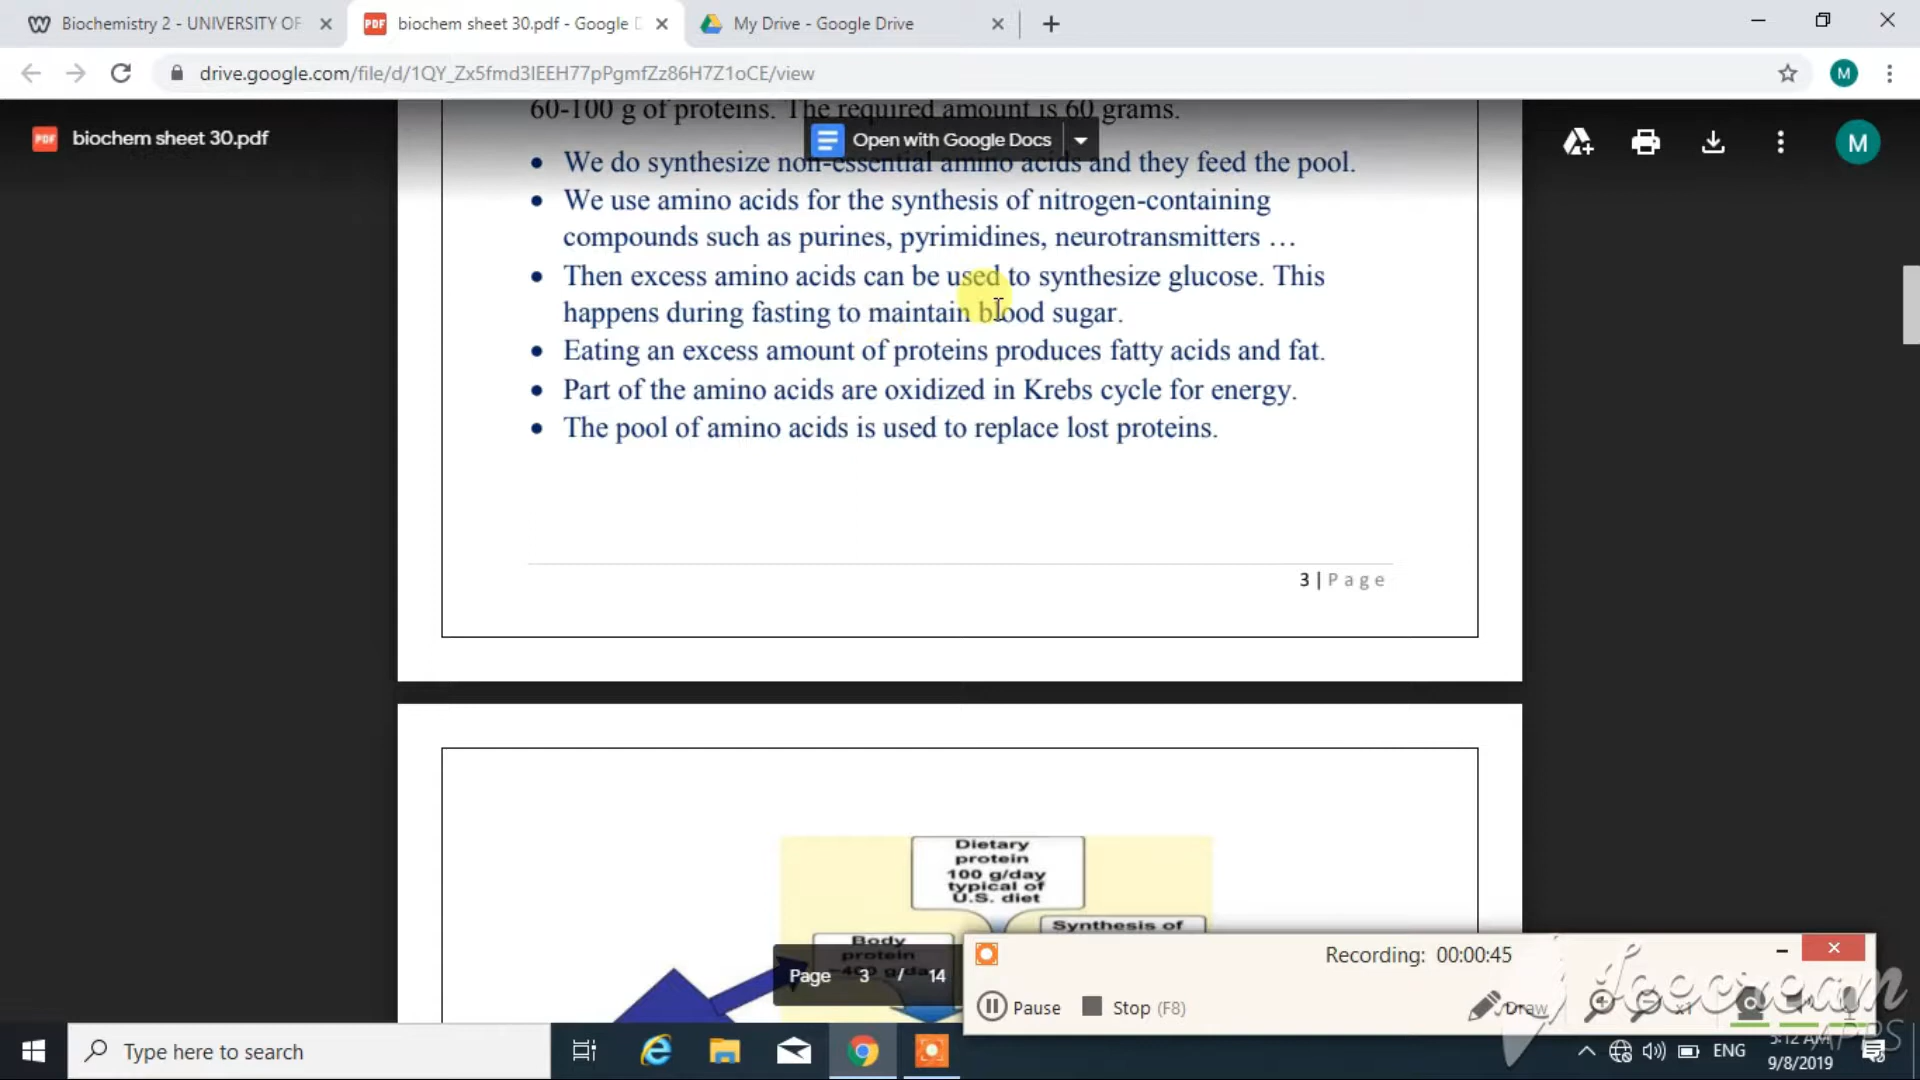 Biochemistry 2 - UNIVERSITY OF
biochem sheet 30.pdf - Google D
My Drive - Google Drive
drive.google.com/file/d/1QY_Zx5fmd3IEEH77pPgmfZz86H7Z1oCE/view
M
60-100 g of proteins. The required amount is 60 grams.
PDF
biochem sheet 30.pdf
Open with Google Docs
M
• We do synthesize non-essential amino acids and they feed the pool.
• We use amino acids for the synthesis of nitrogen-containing
compounds such as purines, pyrimidines, neurotransmitters …
• Then excess amino acids can be used to synthesize glucose. This
happens during fasting to maintain blood sugar.
• Eating an excess amount of proteins produces fatty acids and fat.
• Part of the amino acids are oxidized in Krebs cycle for energy.
• The pool of amino acids is used to replace lost proteins.
3 | Page
Dietary
protein
100 g/day
typical of
U.S. diet
Synthesis of
Body
protein
Page 3 / 14
Recording: 00:00:45
Pause
Stop (F8)
Draw
x1
Icecream
APPS
Type here to search
ENG
5:12 AM
9/8/2019